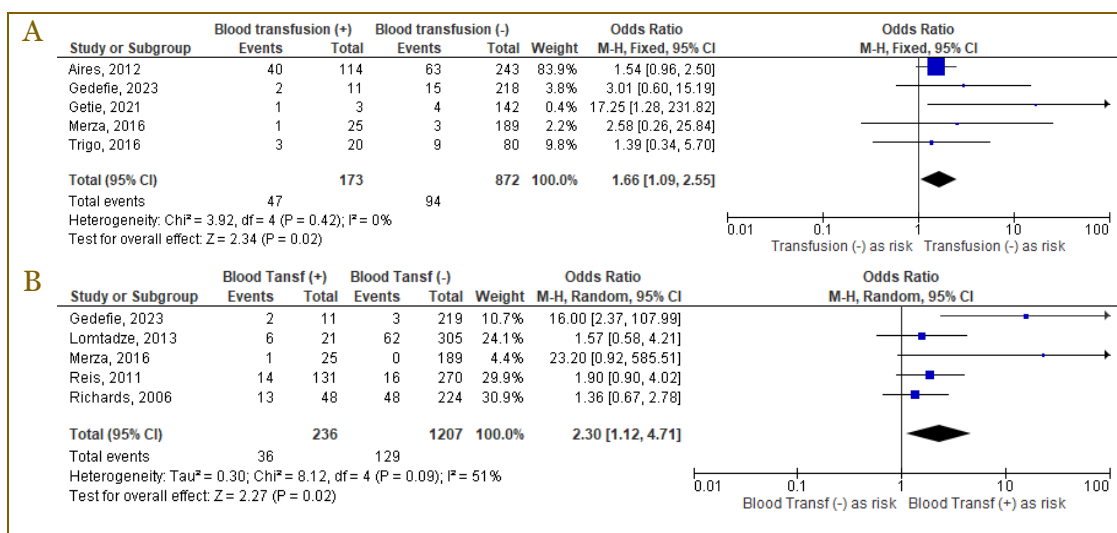 A
Blood transfusion (+) Blood transfusion (-) Odds Ratio Odds Ratio
Study or Subgroup Events Total Events Total Weight M-H, Fixed, 95% CI M-H, Fixed, 95% CI
Aires, 2012 40 114 63 243 83.9% 1.54 [0.96, 2.50]
Gedefie, 2023 2 11 15 218 3.8% 3.01 [0.60, 15.19]
Getie, 2021 1 3 4 142 0.4% 17.25 [1.28, 231.82]
Merza, 2016 1 25 3 189 2.2% 2.58 [0.26, 25.84]
Trigo, 2016 3 20 9 80 9.8% 1.39 [0.34, 5.70]
Total (95% CI) 173 872 100.0% 1.66 [1.09, 2.55]
Total events 47 94
Heterogeneity: Chi² = 3.92, df = 4 (P = 0.42); I² = 0%
Test for overall effect: Z = 2.34 (P = 0.02)
0.01 0.1 1 10 100
Transfusion (-) as risk Transfusion (-) as risk
B
Blood Tansf (+) Blood Tansf (-) Odds Ratio Odds Ratio
Study or Subgroup Events Total Events Total Weight M-H, Random, 95% CI M-H, Random, 95% CI
Gedefie, 2023 2 11 3 219 10.7% 16.00 [2.37, 107.99]
Lomtadze, 2013 6 21 62 305 24.1% 1.57 [0.58, 4.21]
Merza, 2016 1 25 0 189 4.4% 23.20 [0.92, 585.51]
Reis, 2011 14 131 16 270 29.9% 1.90 [0.90, 4.02]
Richards, 2006 13 48 48 224 30.9% 1.36 [0.67, 2.78]
Total (95% CI) 236 1207 100.0% 2.30 [1.12, 4.71]
Total events 36 129
Heterogeneity: Tau² = 0.30; Chi² = 8.12, df = 4 (P = 0.09); I² = 51%
Test for overall effect: Z = 2.27 (P = 0.02)
0.01 0.1 1 10 100
Blood Transf (-) as risk Blood Transf (+) as risk